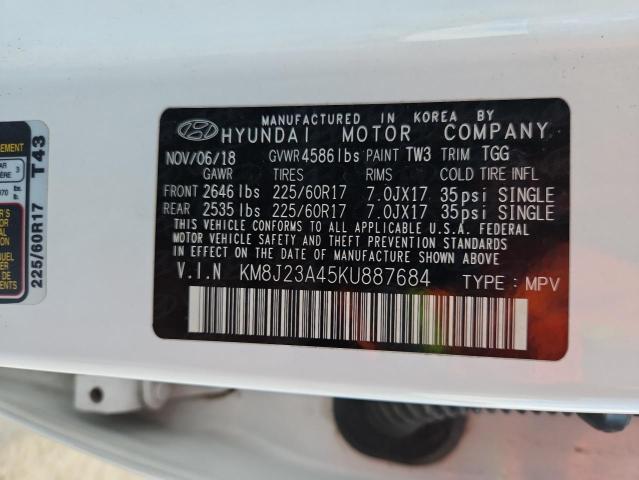 MANUFACTURED IN KOREA BY
HYUNDAI MOTOR COMPANY
NOV/06/18 GVWR 4586 lbs PAINT TW3 TRIM TGG
GAWR TIRES RIMS COLD TIRE INFL
FRONT 2646 lbs 225/60R17 7.0JX17 35psi SINGLE
REAR 2535 lbs 225/60R17 7.0JX17 35psi SINGLE
THIS VEHICLE CONFORMS TO ALL APPLICABLE U.S.A. FEDERAL
MOTOR VEHICLE SAFETY AND THEFT PREVENTION STANDARDS
IN EFFECT ON THE DATE OF MANUFACTURE SHOWN ABOVE.
V.I.N KM8J23A45KU887684 TYPE : MPV
225/60R17 T43